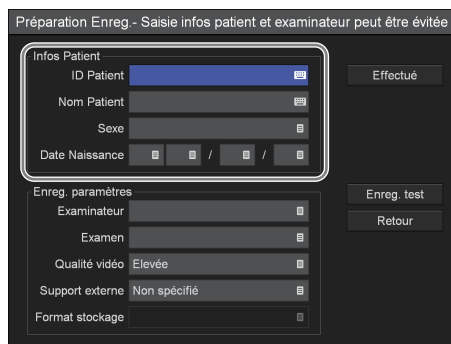 Préparation Enreg.- Saisie infos patient et examinateur peut être évitée
Infos Patient
ID Patient
Effectué
Nom Patient
Sexe
Date Naissance / /
Enreg. paramètres
Enreg. test
Examinateur
Retour
Examen
Qualité vidéo Elevée
Support externe Non spécifié
Format stockage